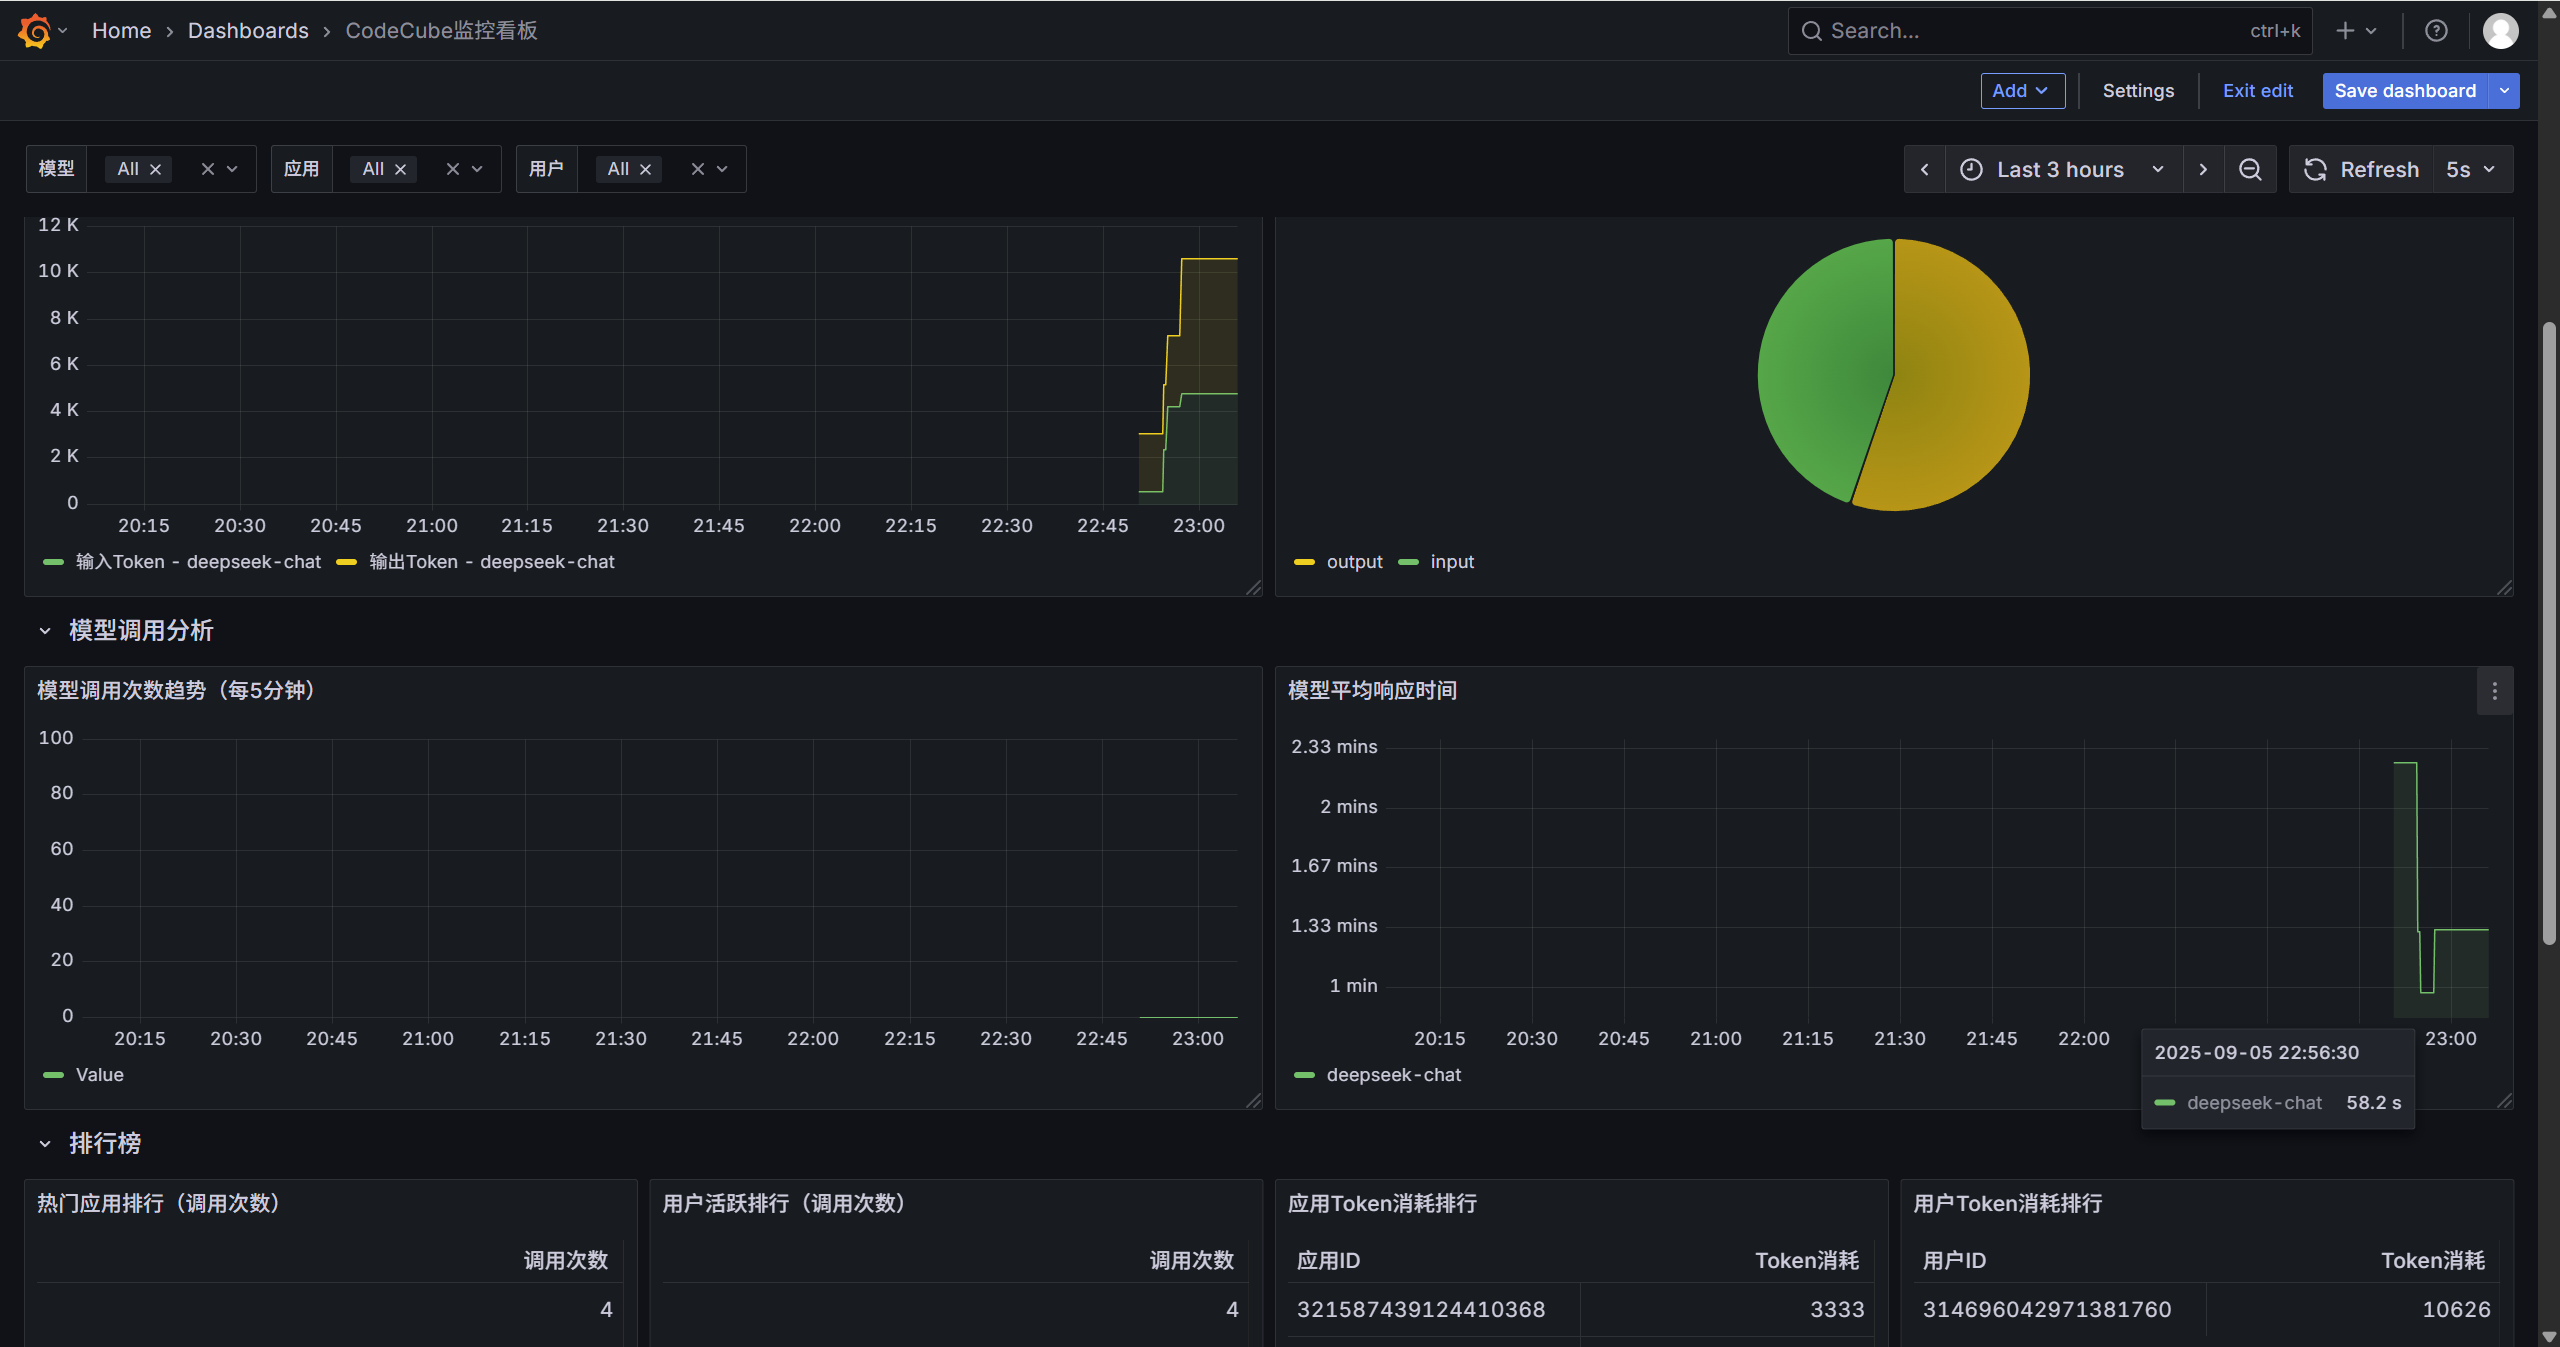 Home › Dashboards › CodeCube监控看板
Search...
ctrl+k
Add
Settings
Exit edit
Save dashboard
模型 All
应用 All
用户 All
Last 3 hours
Refresh
5s
12 K
10 K
8 K
6 K
4 K
2 K
0
20:15 20:30 20:45 21:00 21:15 21:30 21:45 22:00 22:15 22:30 22:45 23:00
输入Token - deepseek-chat 输出Token - deepseek-chat
output input
模型调用分析
模型调用次数趋势（每5分钟）
100
80
60
40
20
0
20:15 20:30 20:45 21:00 21:15 21:30 21:45 22:00 22:15 22:30 22:45 23:00
Value
模型平均响应时间
2.33 mins
2 mins
1.67 mins
1.33 mins
1 min
20:15 20:30 20:45 21:00 21:15 21:30 21:45 22:00 23:00
deepseek-chat
2025-09-05 22:56:30
deepseek-chat 58.2 s
排行榜
热门应用排行（调用次数）
调用次数
4
用户活跃排行（调用次数）
调用次数
4
应用Token消耗排行
应用ID Token消耗
321587439124410368 3333
用户Token消耗排行
用户ID Token消耗
314696042971381760 10626